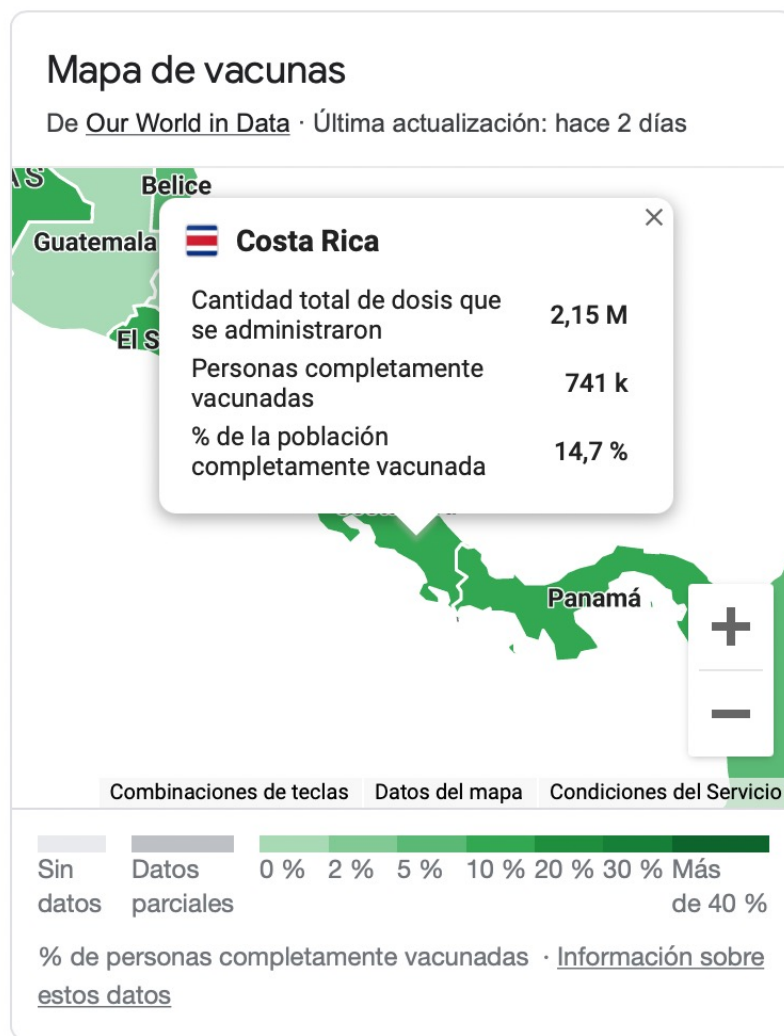 Mapa de vacunas
De Our World in Data · Última actualización: hace 2 días
AS
Belice
Guatemala
El S
Costa Rica
Cantidad total de dosis que
se administraron
2,15 M
Personas completamente
vacunadas
741 k
% de la población
completamente vacunada
14,7 %
Panamá
Combinaciones de teclas
Datos del mapa
Condiciones del Servicio
Sin
datos
Datos
parciales
0 %
2 %
5 %
10 %
20 %
30 %
Más
de 40 %
% de personas completamente vacunadas · Información sobre
estos datos